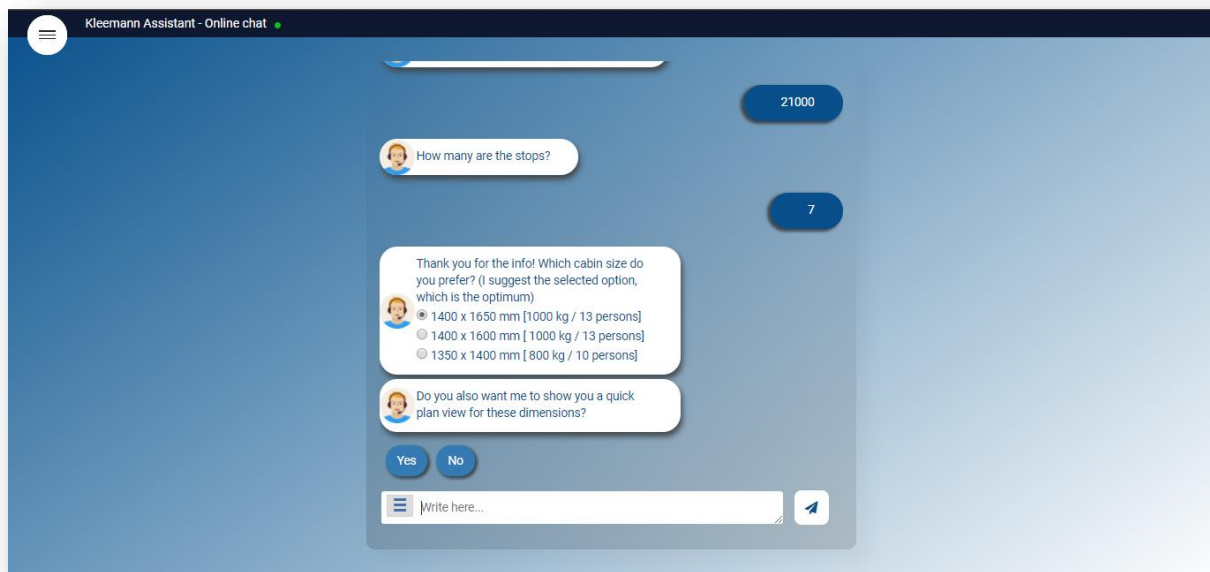 Kleemann Assistant - Online chat
21000
How many are the stops?
7
Thank you for the info! Which cabin size do
you prefer? (I suggest the selected option,
which is the optimum)
1400 x 1650 mm [1000 kg / 13 persons]
1400 x 1600 mm [ 1000 kg / 13 persons]
1350 x 1400 mm [ 800 kg / 10 persons]
Do you also want me to show you a quick
plan view for these dimensions?
Yes No
Write here...